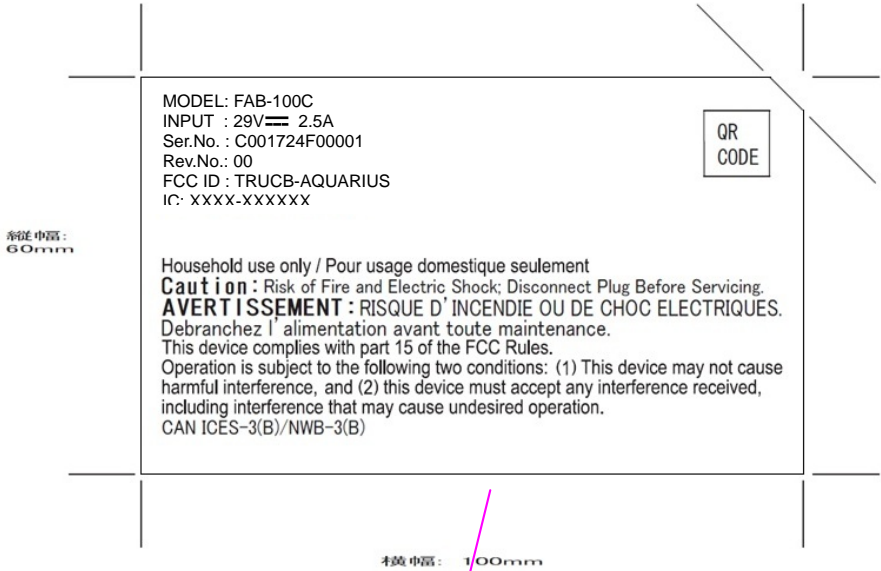 MODEL: FAB-100C
INPUT : 29V⎓ 2.5A
Ser.No. : C001724F00001
Rev.No.: 00
FCC ID : TRUCB-AQUARIUS
IC: XXXX-XXXXXX
QR
CODE
縦幅:
60mm
Household use only / Pour usage domestique seulement
Caution: Risk of Fire and Electric Shock; Disconnect Plug Before Servicing.
AVERTISSEMENT : RISQUE D'INCENDIE OU DE CHOC ELECTRIQUES.
Debranchez l'alimentation avant toute maintenance.
This device complies with part 15 of the FCC Rules.
Operation is subject to the following two conditions: (1) This device may not cause
harmful interference, and (2) this device must accept any interference received,
including interference that may cause undesired operation.
CAN ICES-3(B)/NWB-3(B)
横幅: 100mm